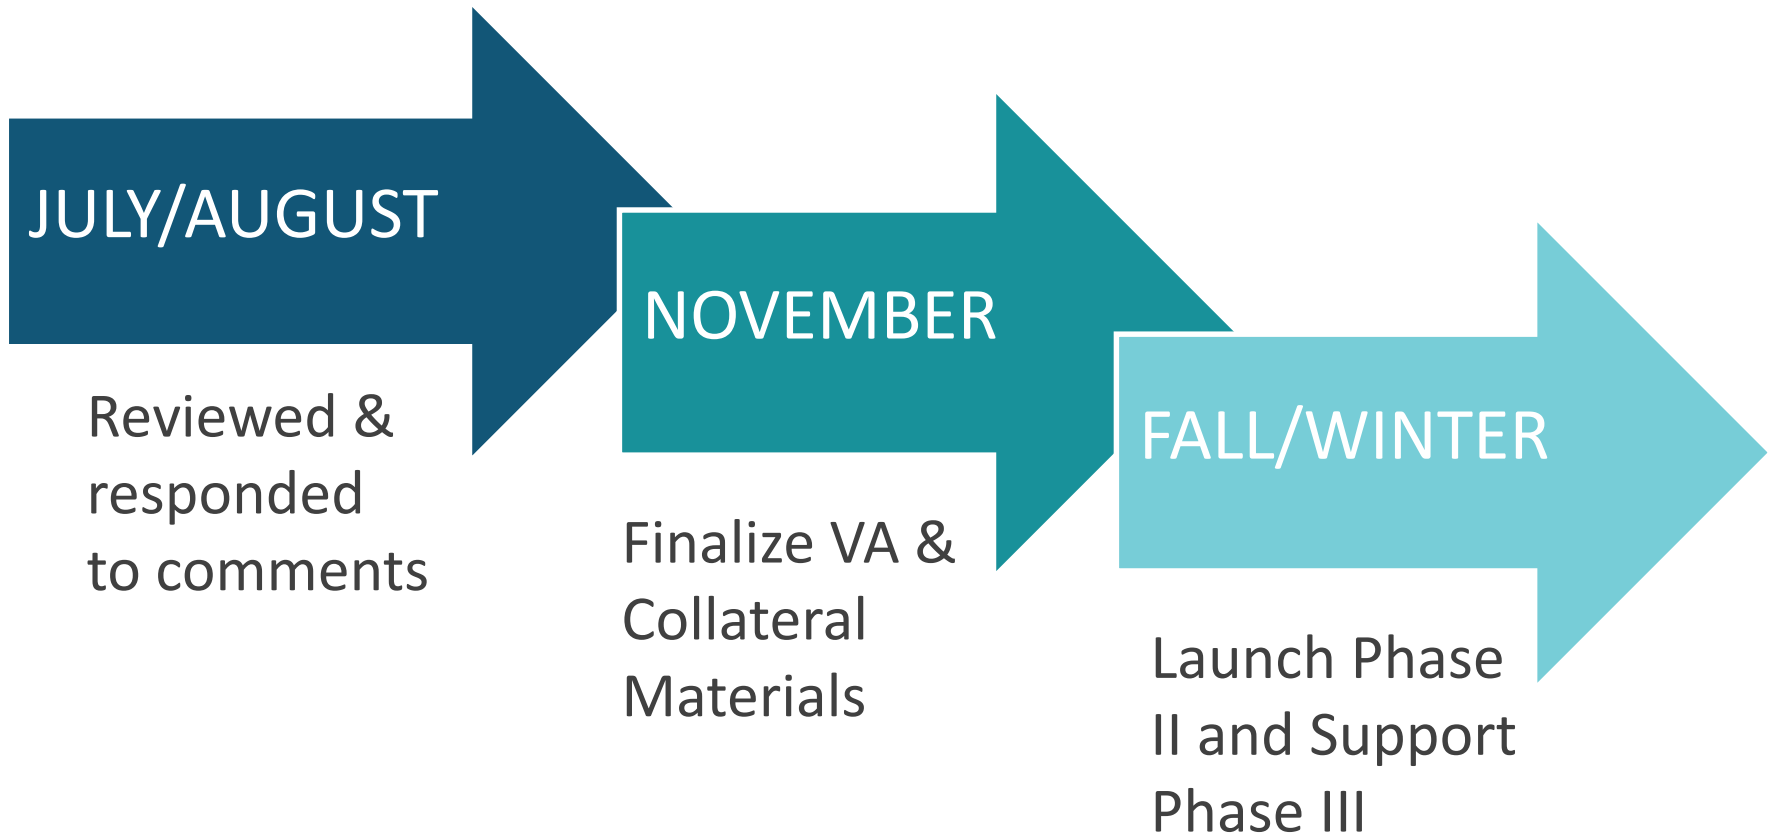 JULY/AUGUST
Reviewed &
responded
to comments
NOVEMBER
Finalize VA &
Collateral
Materials
FALL/WINTER
Launch Phase
II and Support
Phase III